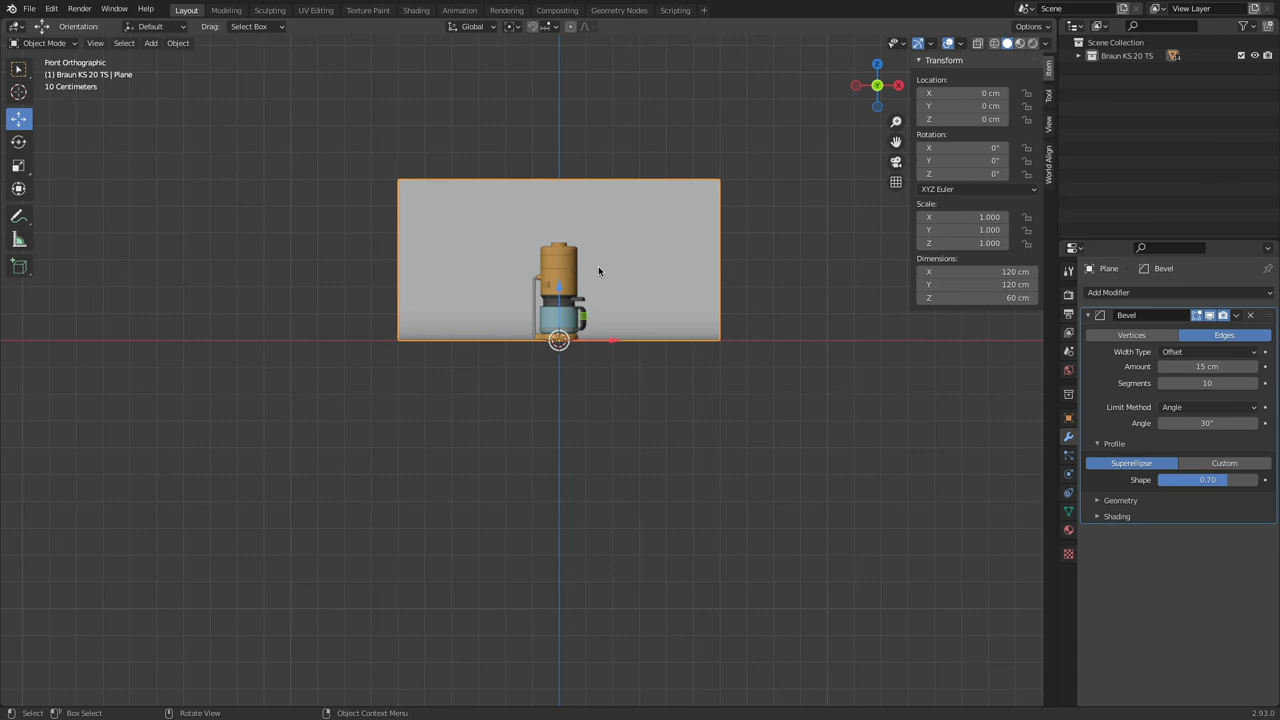 File Edit Render Window Help Layout Modeling Sculpting UV Editing Texture Paint Shading Animation Rendering Compositing Geometry Nodes Scripting + Scene View Layer
Orientation: Default Drag: Select Box Global Options
Object Mode View Select Add Object
Front Orthographic
(1) Braun KS 20 TS | Plane
10 Centimeters
Z
X
Y
Transform
Location:
X 0 cm
Y 0 cm
Z 0 cm
Rotation:
X 0°
Y 0°
Z 0°
XYZ Euler
Scale:
X 1.000
Y 1.000
Z 1.000
Dimensions:
X 120 cm
Y 120 cm
Z 60 cm
Item
Tool
View
World Align
Scene Collection
Braun KS 20 TS
Plane Bevel
Add Modifier
Bevel
Vertices Edges
Width Type Offset
Amount 15 cm
Segments 10
Limit Method Angle
Angle 30°
Profile
Superellipse Custom
Shape 0.70
Geometry
Shading
Select Box Select Rotate View Object Context Menu 2.93.0